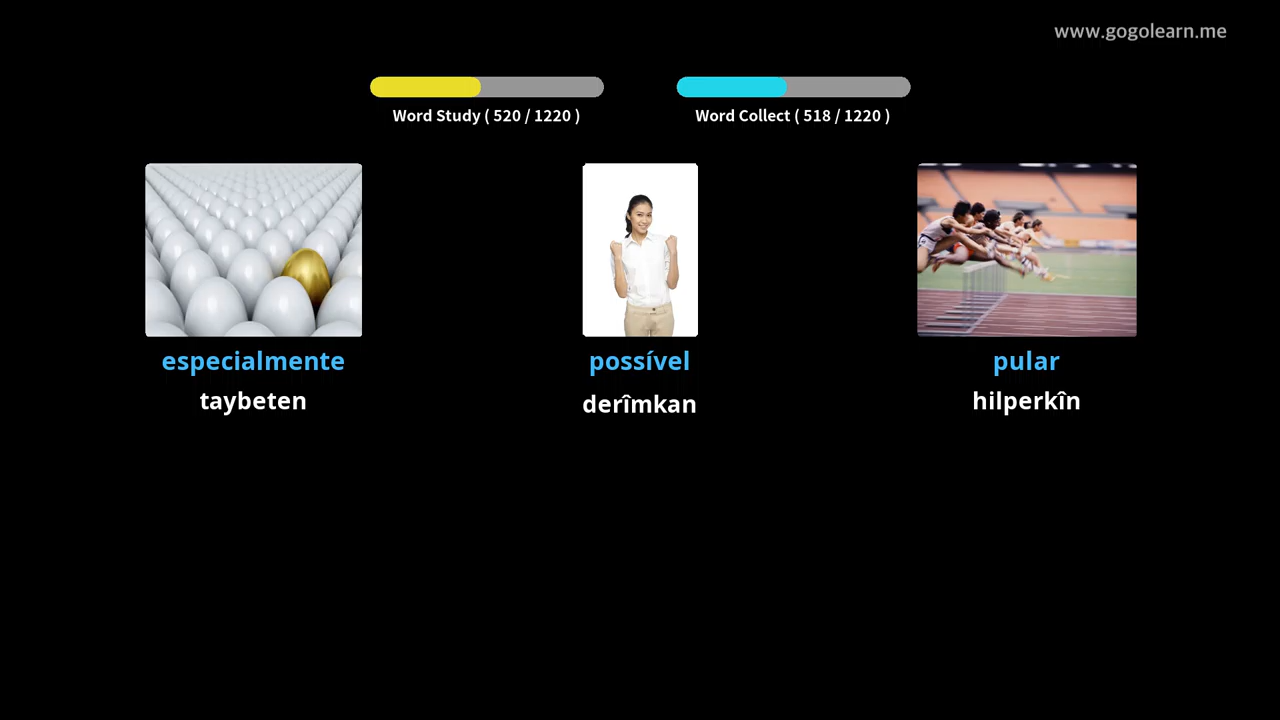 www.gogolearn.me
Word Study ( 520 / 1220 )
Word Collect ( 518 / 1220 )
especialmente
taybeten
possível
derîmkan
pular
hilperkîn